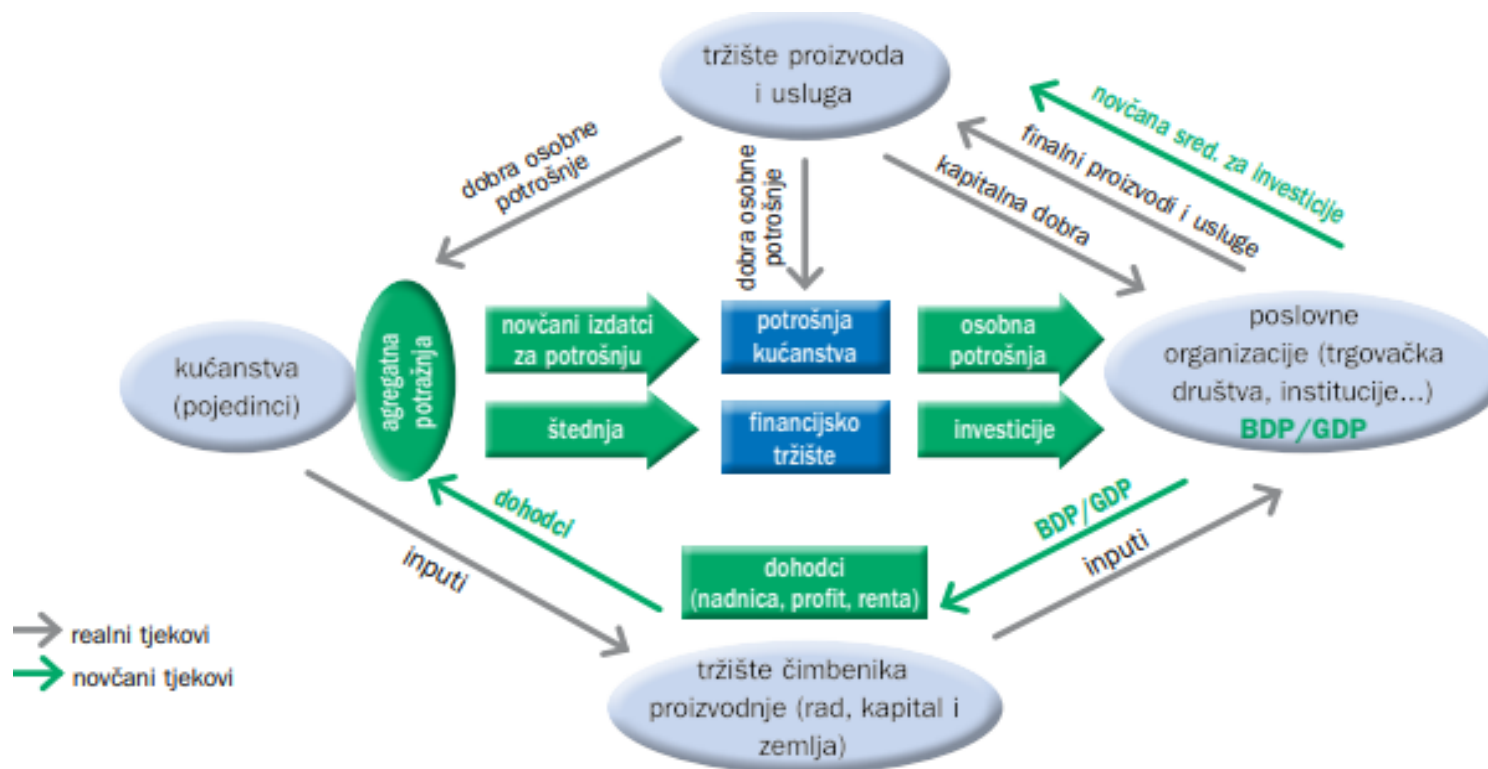 tržište proizvoda
i usluga
dobra osobne
potrošnje
dobra osobne
potrošnje
kapitalna dobra
finalni proizvodi i usluge
novčana sred. za investicije
kućanstva
(pojedinci)
agregatna
potražnja
novčani izdatci
za potrošnju
potrošnja
kućanstva
osobna
potrošnja
štednja
financijsko
tržište
investicije
poslovne
organizacije (trgovačka
društva, institucije...)
BDP/GDP
dohodci
inputi
dohodci
(nadnica, profit, renta)
BDP/GDP
inputi
realni tjekovi
novčani tjekovi
tržište čimbenika
proizvodnje (rad, kapital i
zemlja)